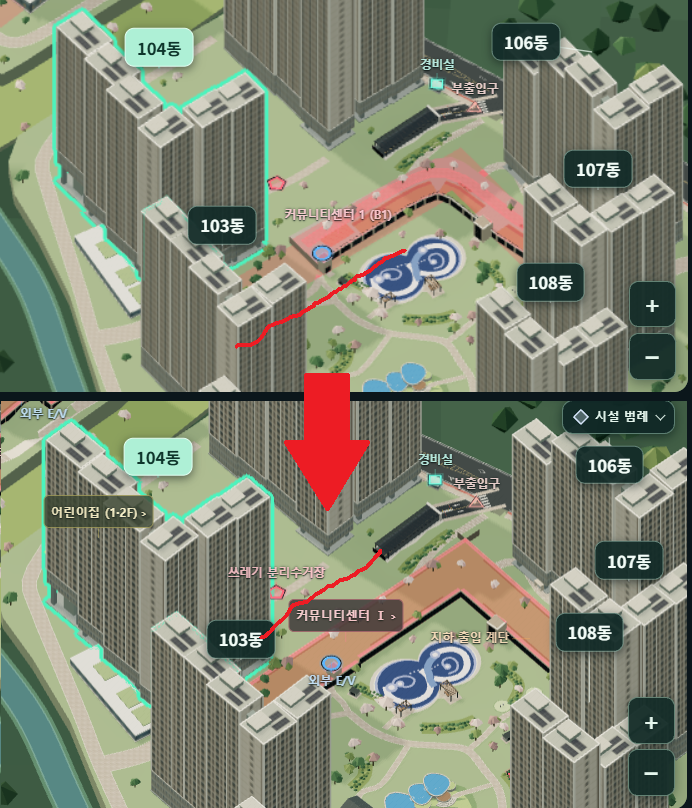 104동
106동
경비실
부출입구
107동
103동
커뮤니티센터 1 (B1)
108동
+
−
외부 E/V
시설 범례
104동
경비실
106동
부출입구
어린이집 (1·2F) ›
107동
쓰레기 분리수거장
커뮤니티센터 Ⅰ ›
103동
지하 출입 계단
108동
외부 E/V
+
−